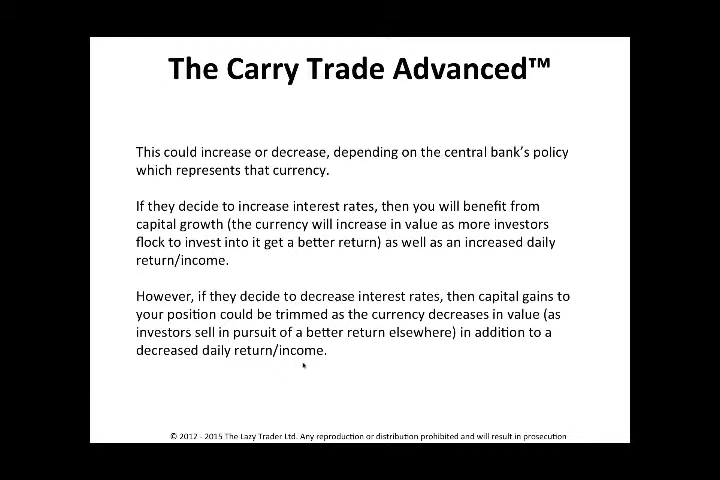 The Carry Trade Advanced™
This could increase or decrease, depending on the central bank's policy
which represents that currency.
If they decide to increase interest rates, then you will benefit from
capital growth (the currency will increase in value as more investors
flock to invest into it get a better return) as well as an increased daily
return/income.
However, if they decide to decrease interest rates, then capital gains to
your position could be trimmed as the currency decreases in value (as
investors sell in pursuit of a better return elsewhere) in addition to a
decreased daily return/income.
© 2012 - 2015 The Lazy Trader Ltd. Any reproduction or distribution prohibited and will result in prosecution